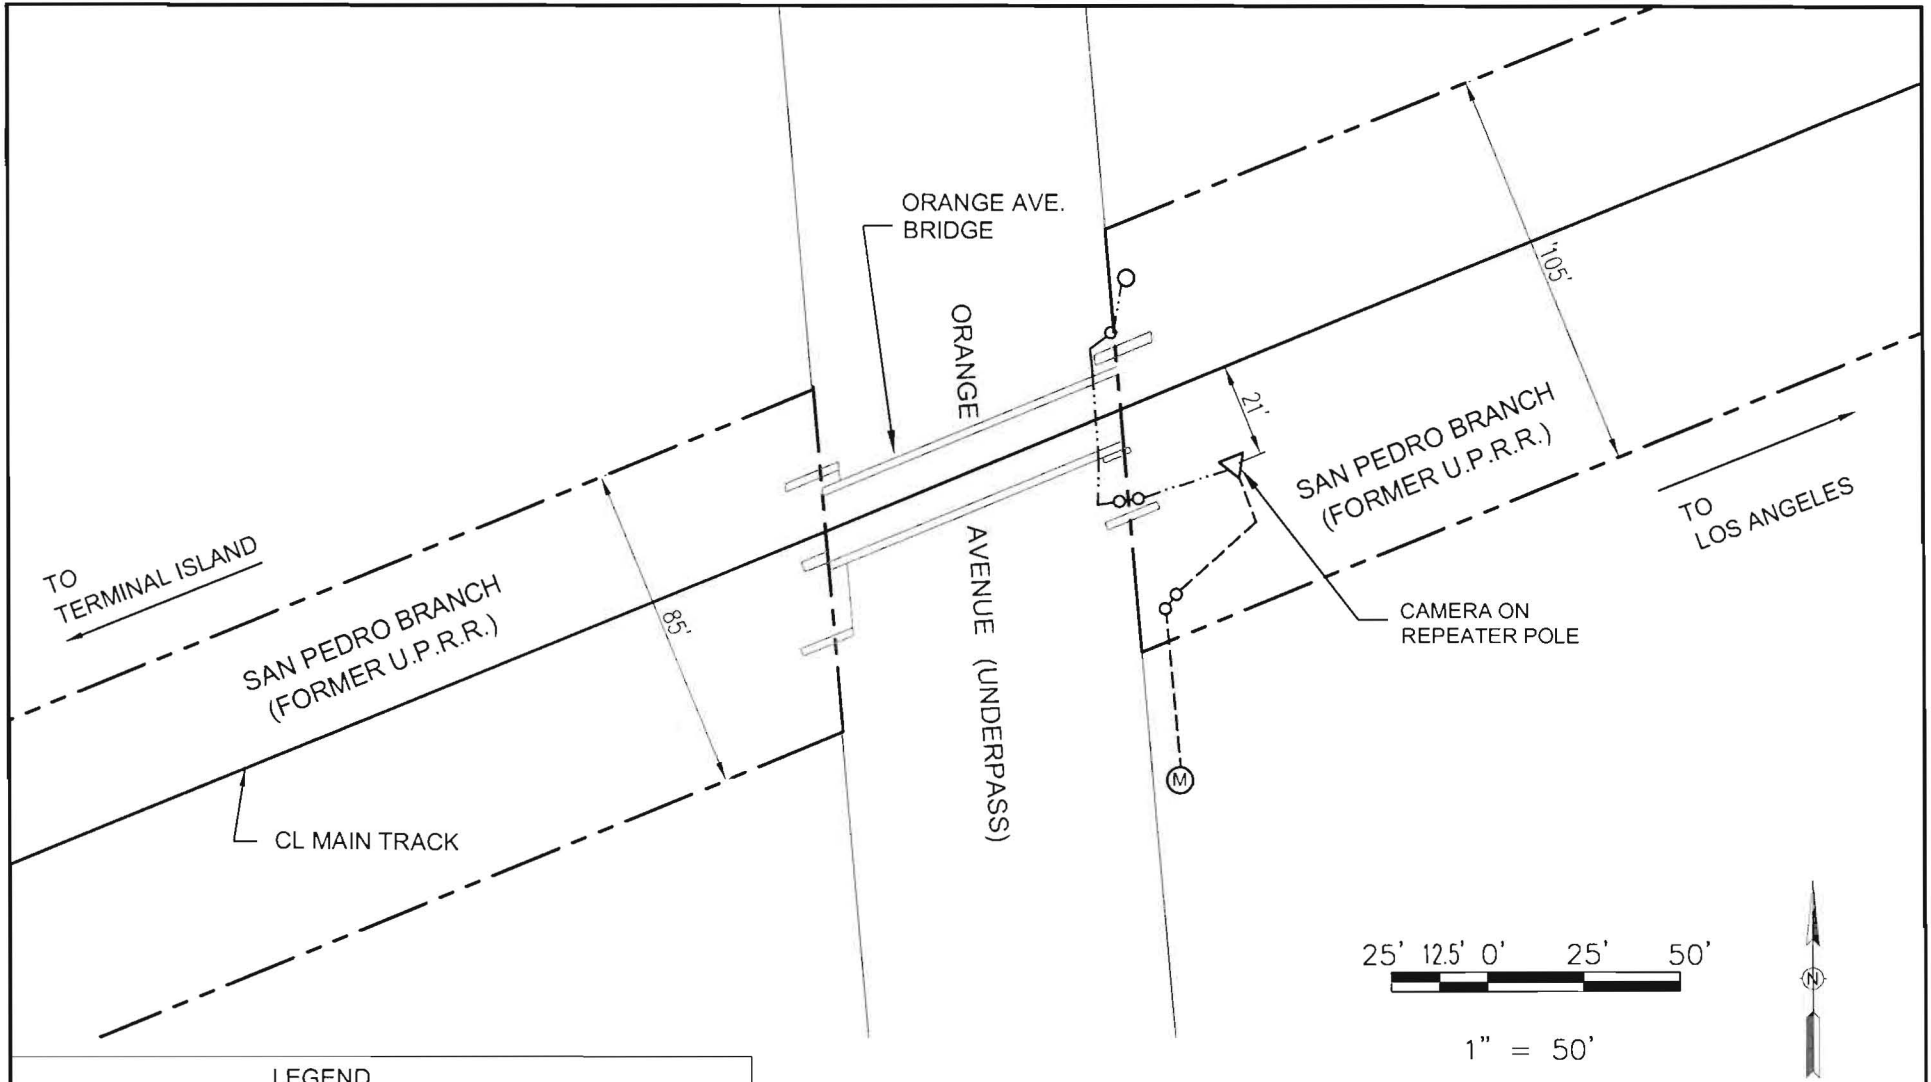 ORANGE AVE.
BRIDGE
ORANGE
AVENUE (UNDERPASS)
'105'
21'
SAN PEDRO BRANCH
(FORMER U.P.R.R.)
TO
LOS ANGELES
TO
TERMINAL ISLAND
SAN PEDRO BRANCH
(FORMER U.P.R.R.)
85'
CAMERA ON
REPEATER POLE
M
CL MAIN TRACK
25' 12.5' 0' 25' 50'
N
1" = 50'
LEGEND